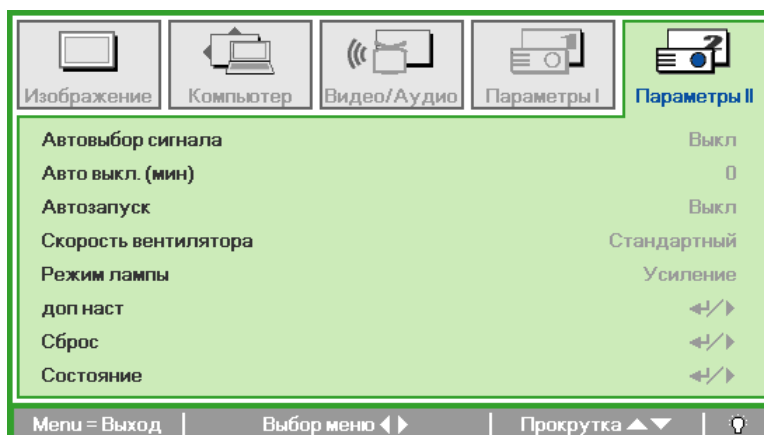 Изображение Компьютер Видео/Аудио Параметры I Параметры II
Автовыбор сигнала Выкл
Авто выкл. (мин) 0
Автозапуск Выкл
Скорость вентилятора Стандартный
Режим лампы Усиление
доп наст
Сброс
Состояние
Menu = Выход Выбор меню Прокрутка